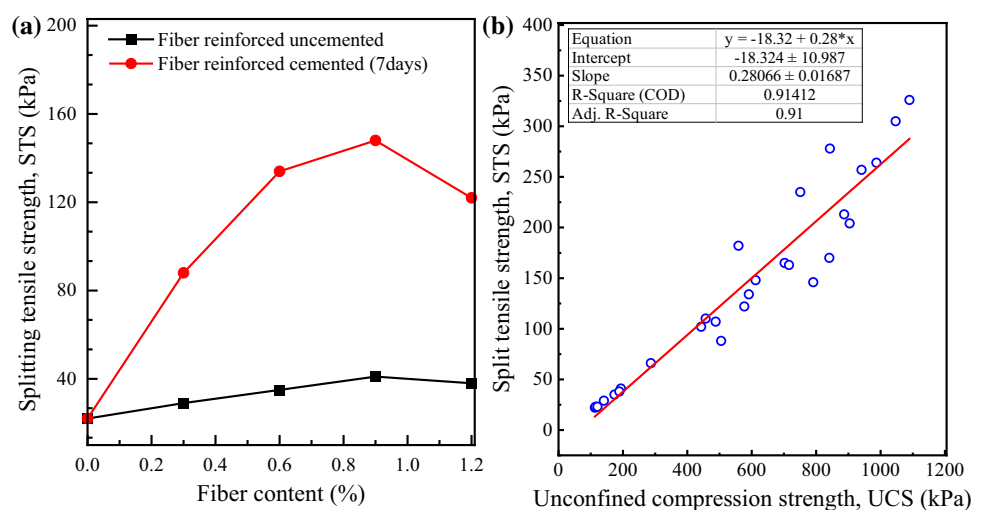 (a)
200
160
120
80
40
0.0 0.2 0.4 0.6 0.8 1.0 1.2
Splitting tensile strength, STS (kPa)
Fiber content (%)
Fiber reinforced uncemented
Fiber reinforced cemented (7days)
(b)
400
350
300
250
200
150
100
50
0
0 200 400 600 800 1000 1200
Split tensile strength, STS (kPa)
Unconfined compression strength, UCS (kPa)
Equation y = -18.32 + 0.28*x
Intercept -18.324 ± 10.987
Slope 0.28066 ± 0.01687
R-Square (COD) 0.91412
Adj. R-Square 0.91